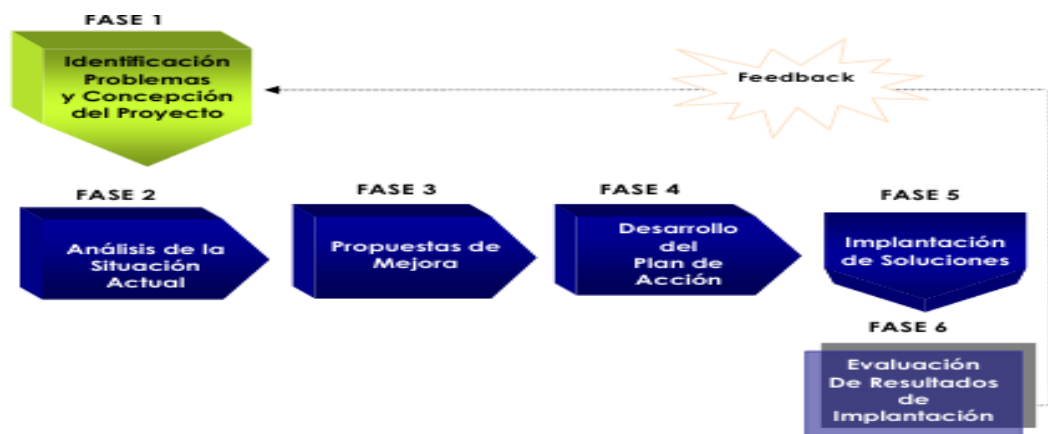 FASE 1
Identificación
Problemas
y Concepción
del Proyecto
Feedback
FASE 2
Análisis de la
Situación
Actual
FASE 3
Propuestas de
Mejora
FASE 4
Desarrollo
del
Plan de
Acción
FASE 5
Implantación
de Soluciones
FASE 6
Evaluación
De Resultados
de
Implantación